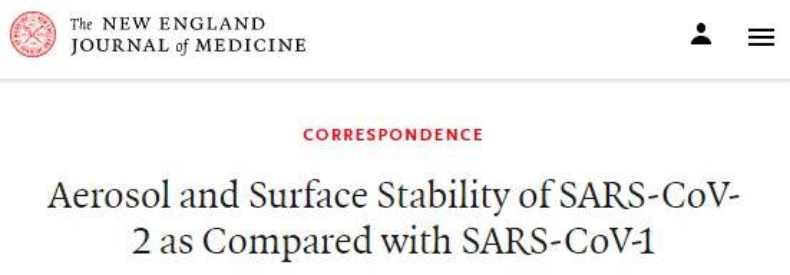 The NEW ENGLAND
JOURNAL of MEDICINE
CORRESPONDENCE
Aerosol and Surface Stability of SARS-CoV-
2 as Compared with SARS-CoV-1